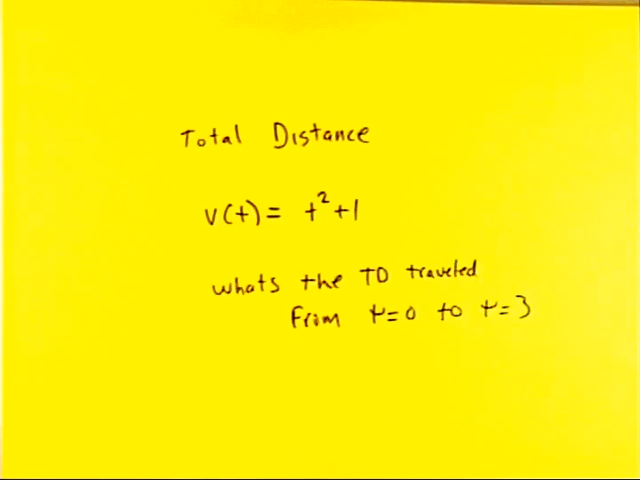 Total Distance
v(t) = t²+1
whats the TD traveled
From t=0 to t=3